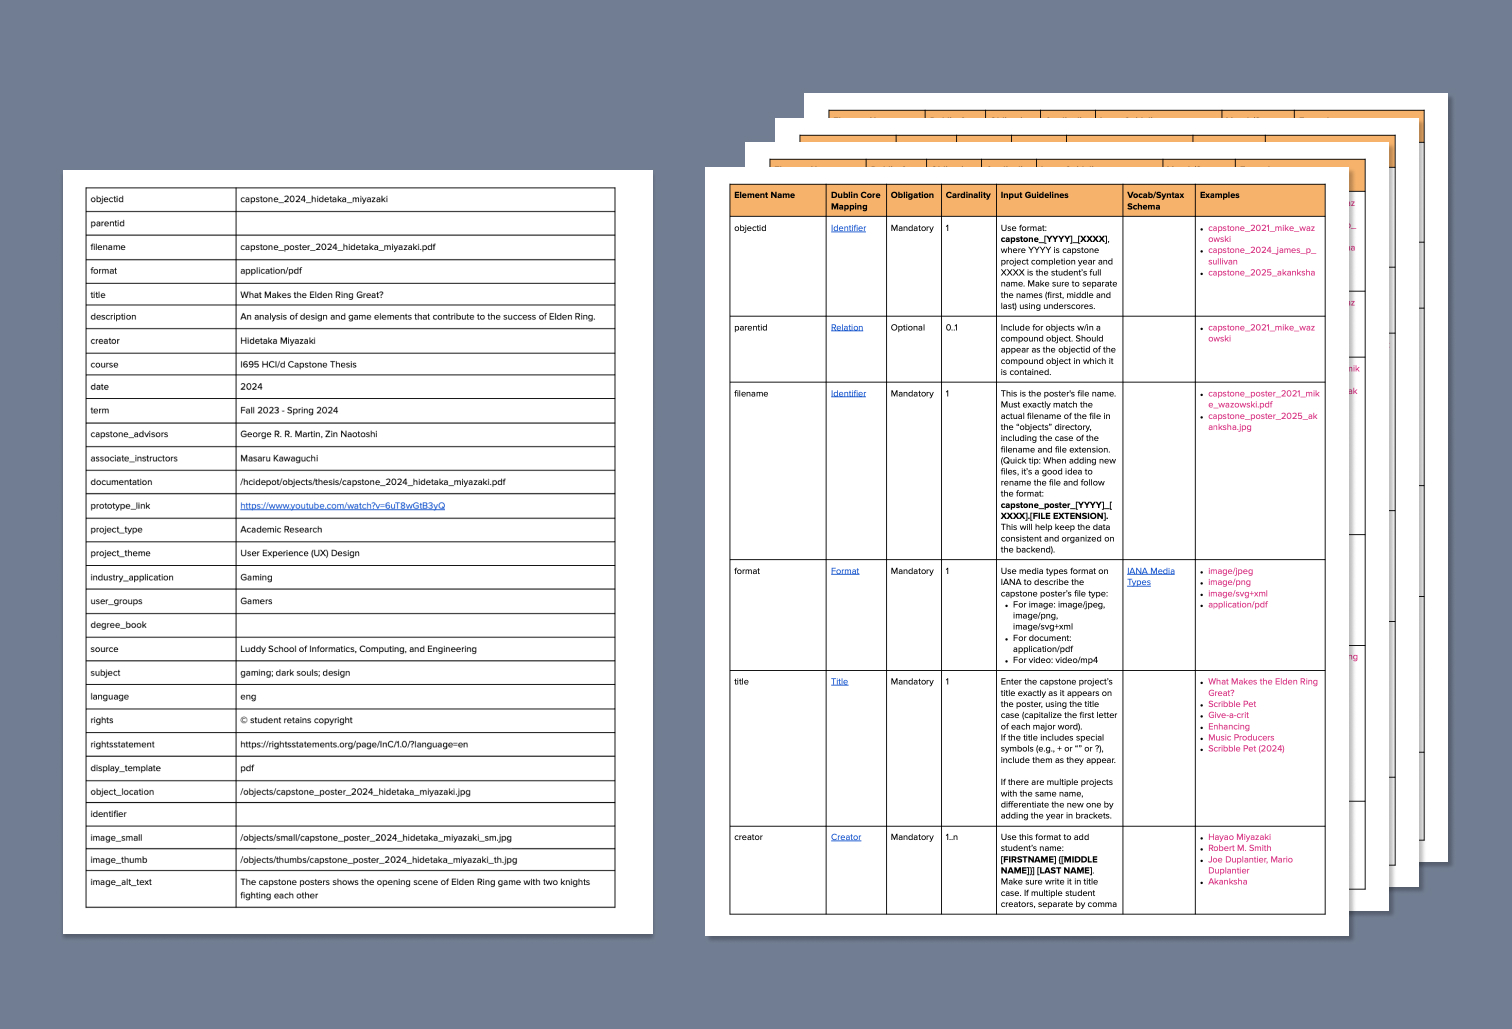 objectid capstone_2024_hidetaka_miyazaki
parentid
filename capstone_poster_2024_hidetaka_miyazaki.pdf
format application/pdf
title What Makes the Elden Ring Great?
description An analysis of design and game elements that contribute to the success of Elden Ring.
creator Hidetaka Miyazaki
course I695 HCI/d Capstone Thesis
date 2024
term Fall 2023 - Spring 2024
capstone_advisors George R. R. Martin, Zin Naotoshi
associate_instructors Masaru Kawaguchi
documentation /hcidepot/objects/thesis/capstone_2024_hidetaka_miyazaki.pdf
prototype_link https://www.youtube.com/watch?v=6uT8wGtB3yQ
project_type Academic Research
project_theme User Experience (UX) Design
industry_application Gaming
user_groups Gamers
degree_book
source Luddy School of Informatics, Computing, and Engineering
subject gaming; dark souls; design
language eng
rights © student retains copyright
rightsstatement https://rightsstatements.org/page/InC/1.0/?language=en
display_template pdf
object_location /objects/capstone_poster_2024_hidetaka_miyazaki.jpg
identifier
image_small /objects/small/capstone_poster_2024_hidetaka_miyazaki_sm.jpg
image_thumb /objects/thumbs/capstone_poster_2024_hidetaka_miyazaki_th.jpg
image_alt_text The capstone posters shows the opening scene of Elden Ring game with two knights
fighting each other
Element Name Dublin Core Obligation Cardinality Input Guidelines Vocab/Syntax Examples
Mapping Schema
objectid Identifier Mandatory 1
Use format:
capstone_[YYYY]_[XXXX],
where YYYY is capstone
project completion year and
XXXX is the student's full
name. Make sure to separate
the names (first, middle and
last) using underscores.
• capstone_2021_mike_waz
owski
• capstone_2024_james_p_
sullivan
• capstone_2025_akanksha
parentid Relation Optional 0..1
Include for objects w/in a
compound object. Should
appear as the objectid of the
compound object in which it
is contained.
• capstone_2021_mike_waz
owski
filename Identifier Mandatory 1
This is the poster's file name.
Must exactly match the
actual filename of the file in
the “objects” directory,
including the case of the
filename and file extension.
(Quick tip: When adding new
files, it's a good idea to
rename the file and follow
the format:
capstone_poster_[YYYY]_[
XXXX].[FILE EXTENSION].
This will help keep the data
consistent and organized on
the backend).
• capstone_poster_2021_mik
e_wazowski.pdf
• capstone_poster_2025_ak
anksha.jpg
format Format Mandatory 1
Use media types format on
IANA to describe the
capstone poster's file type:
• For image: image/jpeg,
image/png,
image/svg+xml
• For document:
application/pdf
• For video: video/mp4
IANA Media
Types
• image/jpeg
• image/png
• image/svg+xml
• application/pdf
title Title Mandatory 1
Enter the capstone project's
title exactly as it appears on
the poster, using the title
case (capitalize the first letter
of each major word).
If the title includes special
symbols (e.g., + or “” or ?),
include them as they appear.
If there are multiple projects
with the same name,
differentiate the new one by
adding the year in brackets.
• What Makes the Elden Ring
Great?
• Scribble Pet
• Give-a-crit
• Enhancing
• Music Producers
• Scribble Pet (2024)
creator Creator Mandatory 1..n
Use this format to add
student's name:
[FIRSTNAME] ([MIDDLE
NAME])] [LAST NAME].
Make sure write it in title
case. If multiple student
creators, separate by comma
• Hayao Miyazaki
• Robert M. Smith
• Joe Duplantier, Mario
Duplantier
• Akanksha